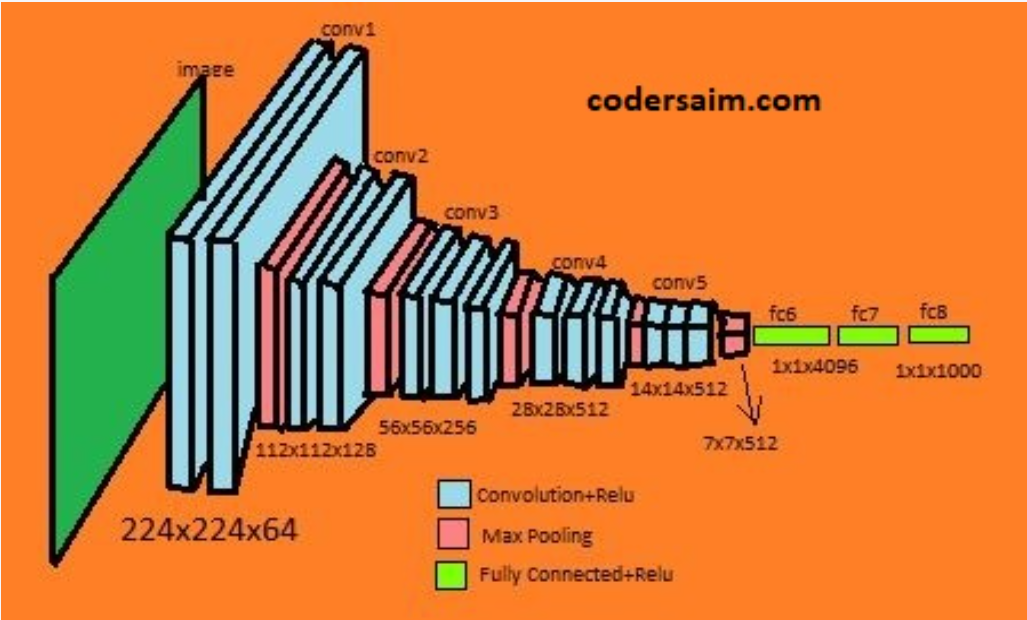 conv1
image
codersaim.com
conv2
conv3
conv4
conv5
fc6
fc7
fc8
1x1x4096
1x1x1000
14x14x512
28x28x512
56x56x256
7x7x512
112x112x128
224x224x64
Convolution+Relu
Max Pooling
Fully Connected+Relu